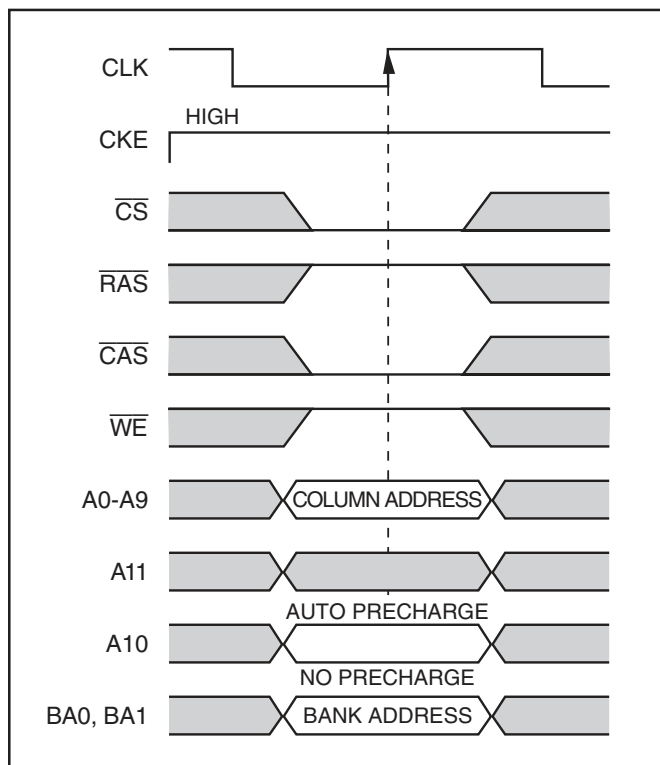 CLK
HIGH
CKE
CS
RAS
CAS
WE
A0-A9 COLUMN ADDRESS
A11
AUTO PRECHARGE
A10
NO PRECHARGE
BA0, BA1 BANK ADDRESS